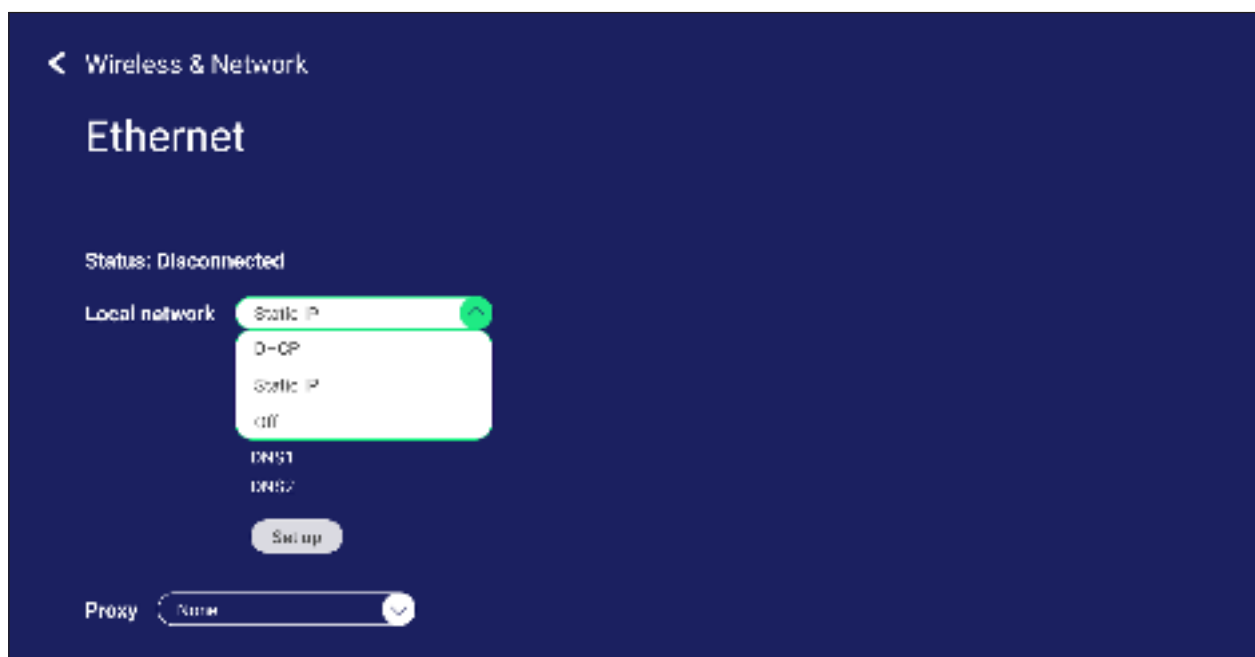 Wireless & Network
Ethernet
Status: Disconnected
Local network Static IP
DHCP
Static IP
Off
DNS1
DNS2
Set up
Proxy None